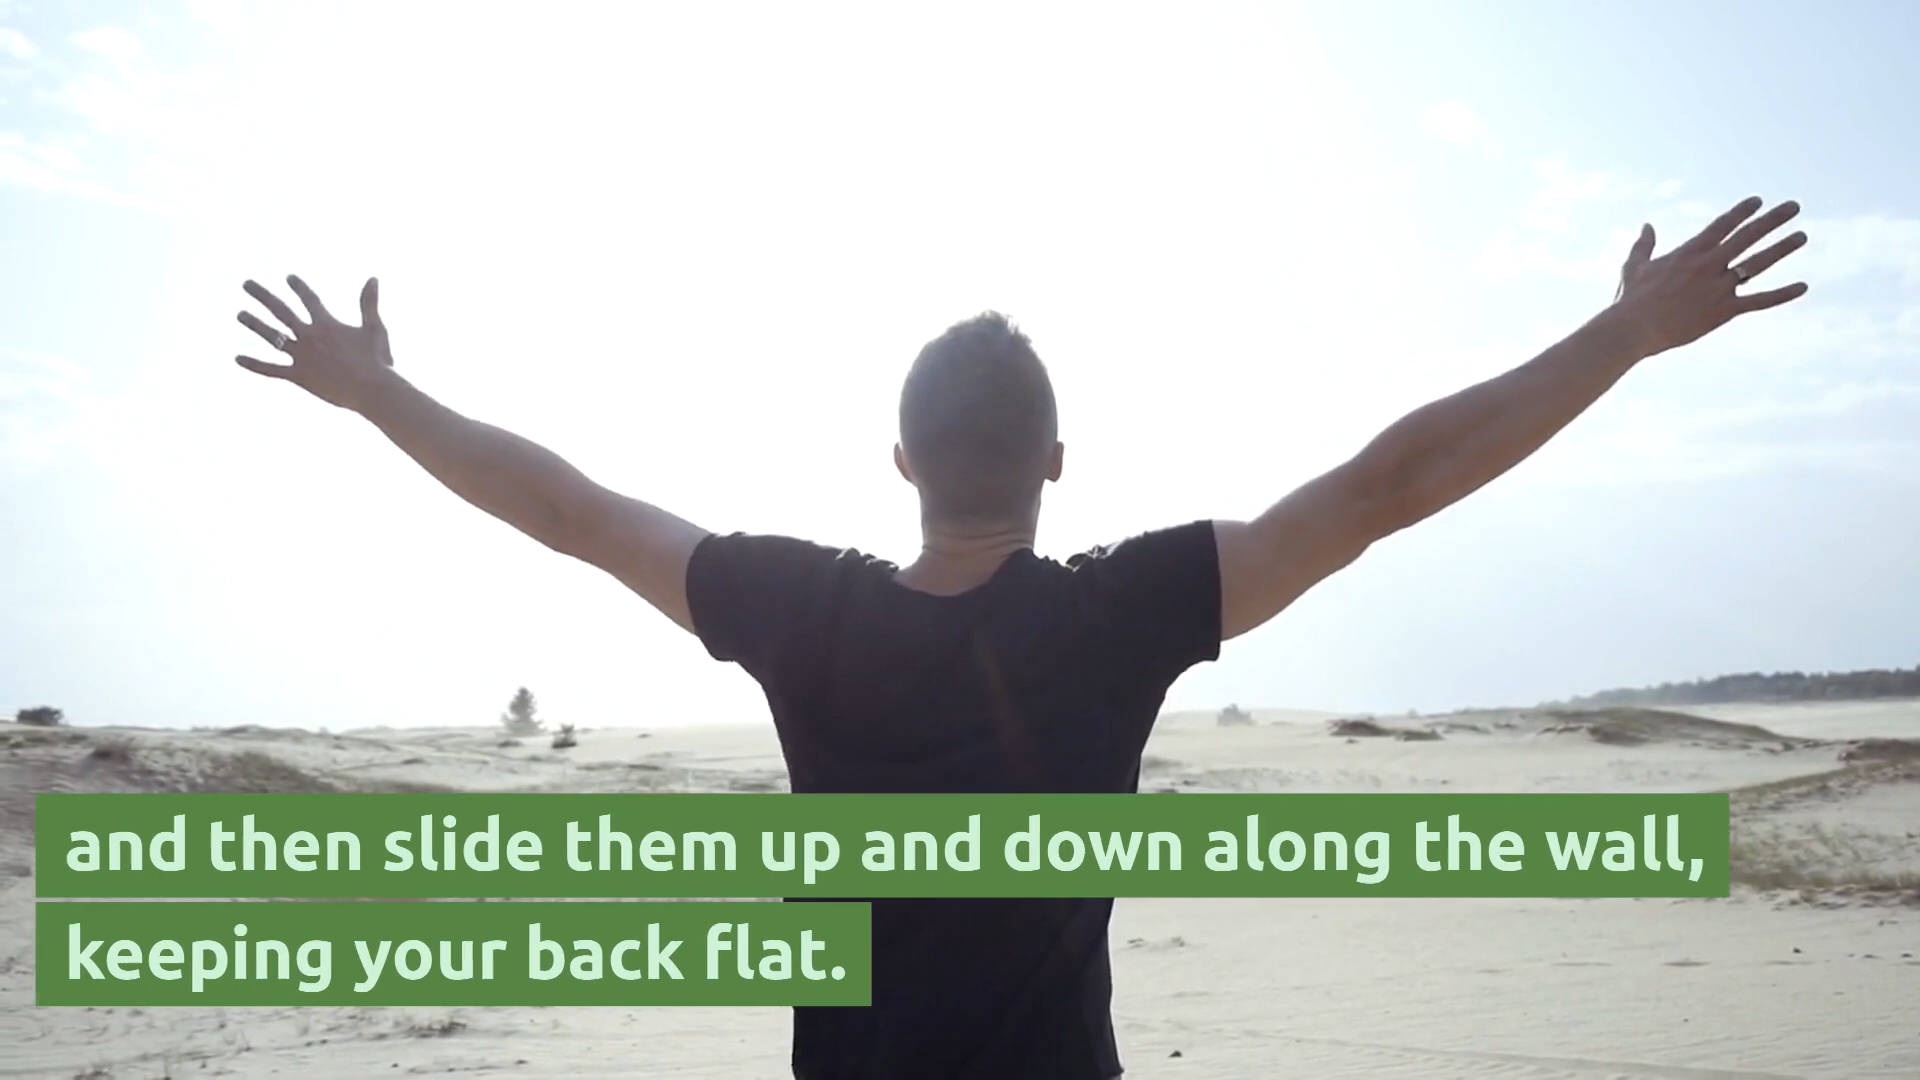 and then slide them up and down along the wall,
keeping your back flat.